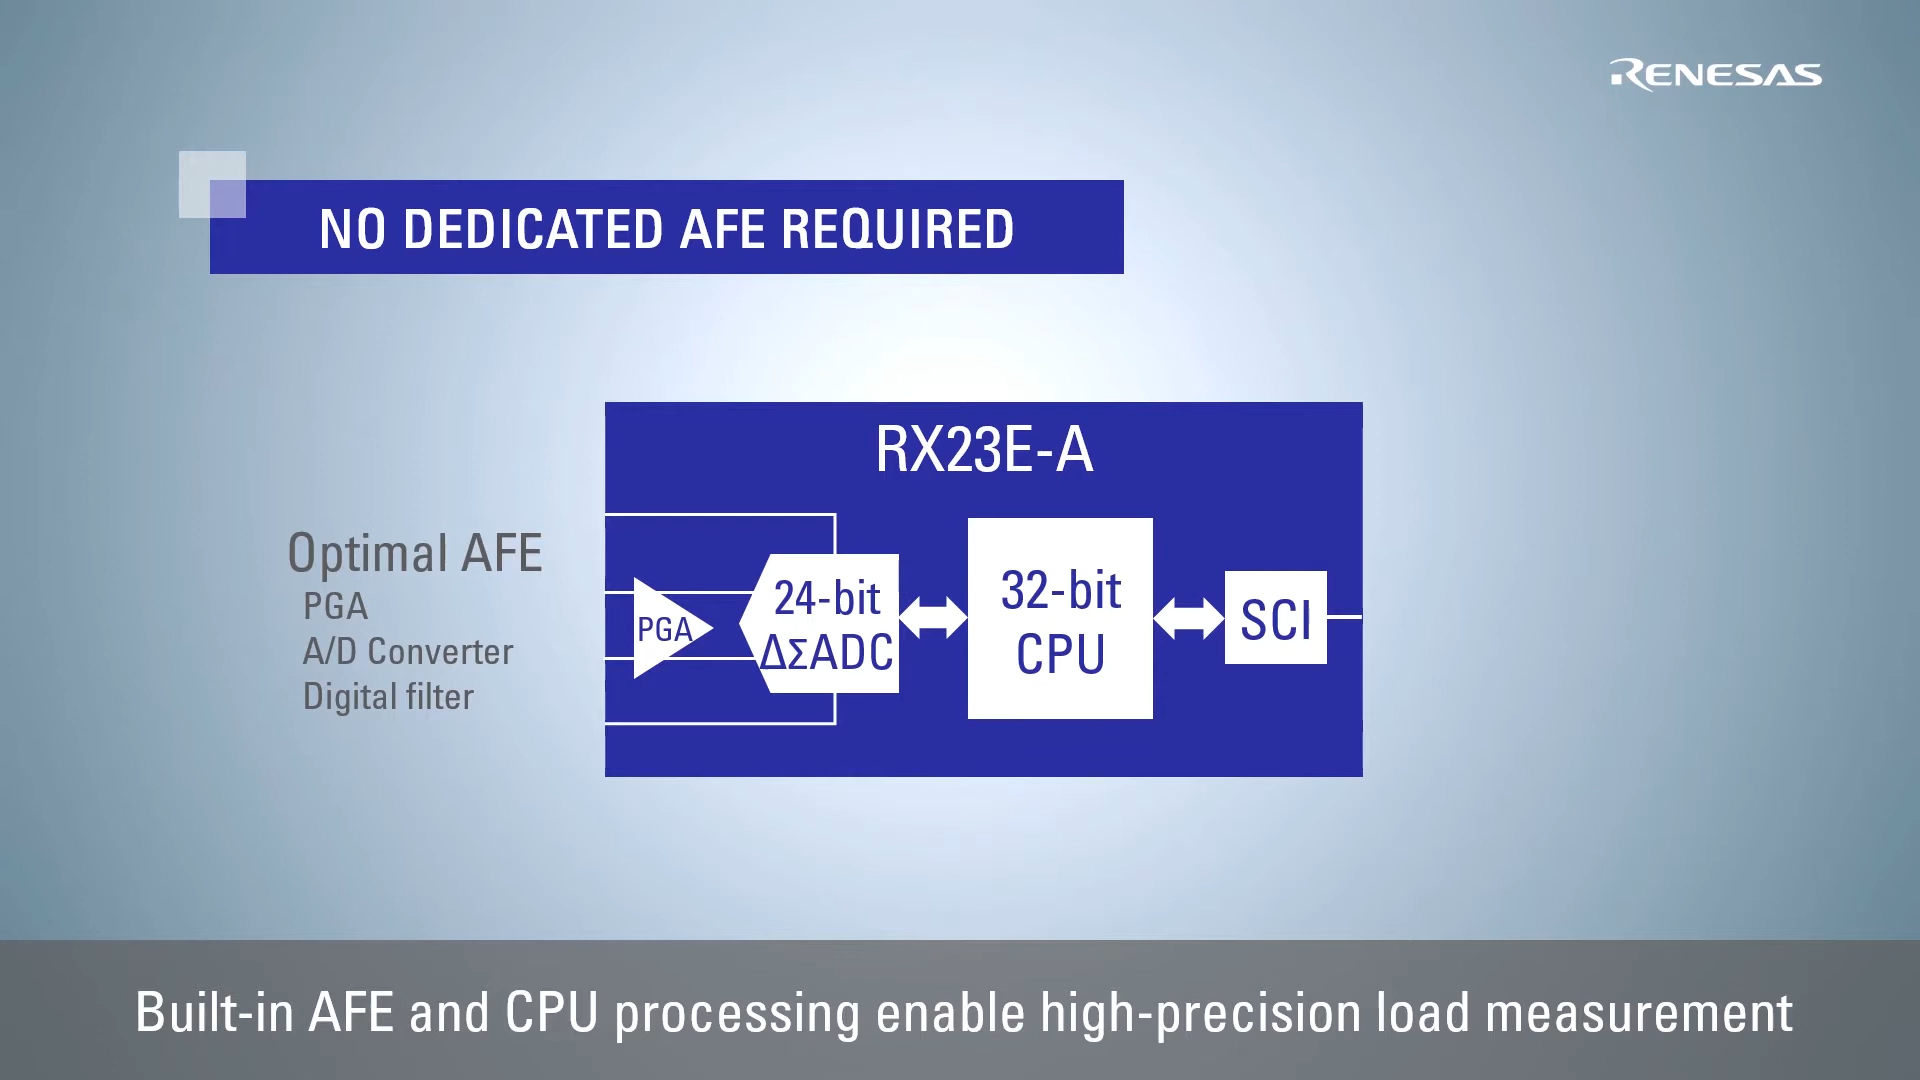 RENESAS
NO DEDICATED AFE REQUIRED
RX23E-A
Optimal AFE
PGA
A/D Converter
Digital filter
PGA
24-bit
ΔΣADC
32-bit
CPU
SCI
Built-in AFE and CPU processing enable high-precision load measurement